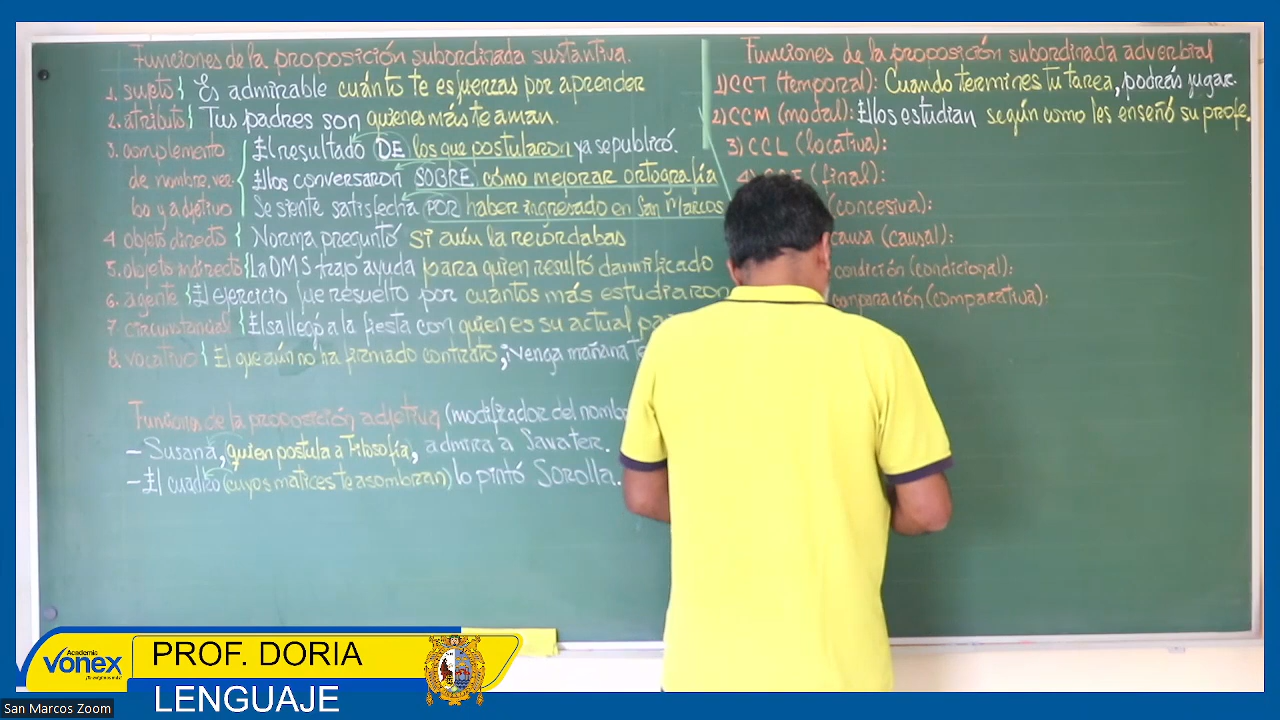 Funciones de la proposición subordinada sustantiva.
1. sujeto { Es admirable cuánto te esfuerzas por aprender
2. atributo { Tus padres son quienes más te aman.
3. complemento { El resultado DE los que postularon ya se publicó.
de nombre, ver- Ellos conversaron SOBRE cómo mejorar ortografía
bo y adjetivo Se siente satisfecha POR haber ingresado en San Marcos
4 objeto directo { Norma preguntó si aún la recordabas
5. objeto indirecto { La OMS trajo ayuda para quien resultó damnificado
6. agente { El ejercicio fue resuelto por cuantos más estudiaron
7 circunstancial { Elsa llegó a la fiesta con quien es su actual
8. vocativo { El que aún no ha firmado contrato, ¡venga mañana
Funciones de la proposición adjetiva (modificador del
- Susana, quien postula a Filosofía, admira a Savater.
- El cuadro (cuyos matices te asombran) lo pintó Sorolla.
Funciones de la proposición subordinada adverbial
1) CCT (temporal): Cuando termines tu tarea, podrás jugar.
2) CCM (modal): Ellos estudian según como les enseñó su profe.
3) CCL (locativa):
4) (final):
(concesiva):
causa (causal):
condición (condicional):
comparación (comparativa):
Academia
vonex
PROF. DORIA
LENGUAJE
San Marcos Zoom